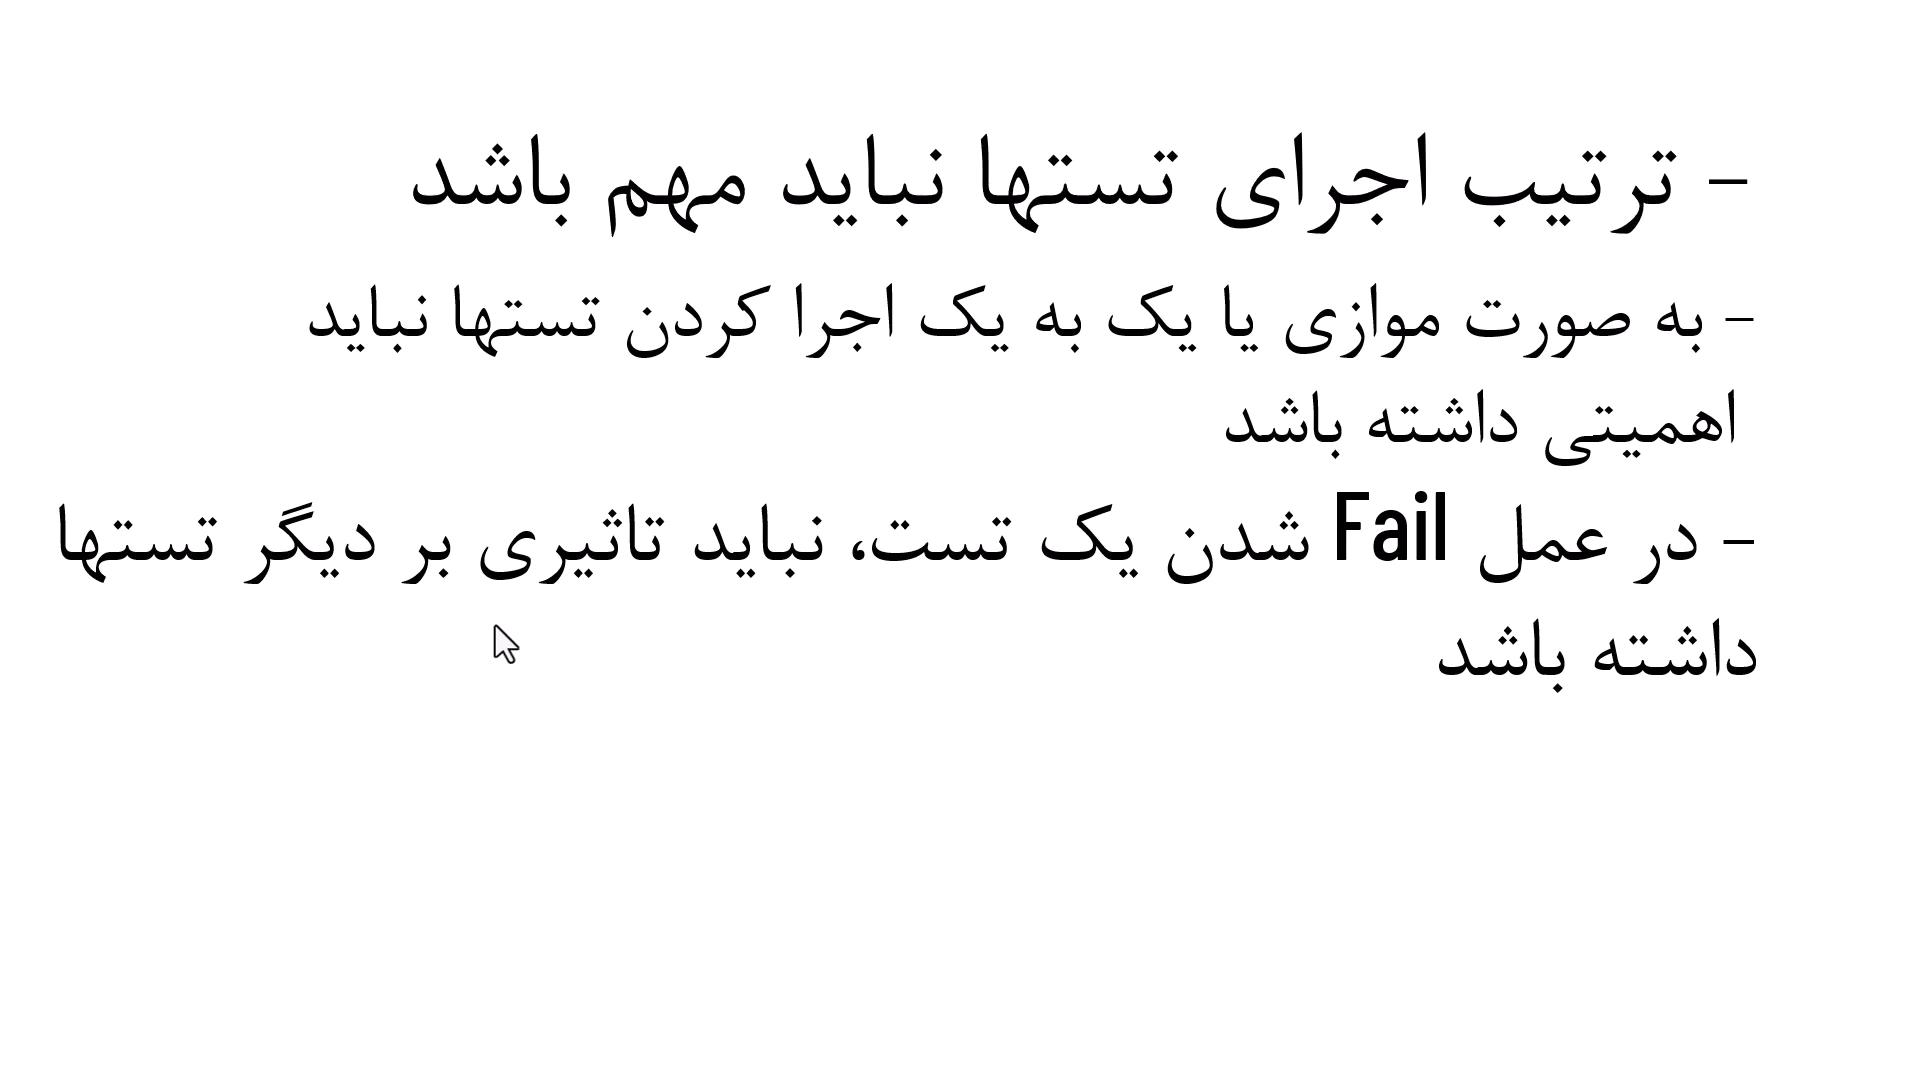 - ترتیب اجرای تستها نباید مهم باشد
- به صورت موازی یا یک به یک اجرا کردن تستها نباید
اهمیتی داشته باشد
- در عمل Fail شدن یک تست، نباید تاثیری بر دیگر تستها
داشته باشد